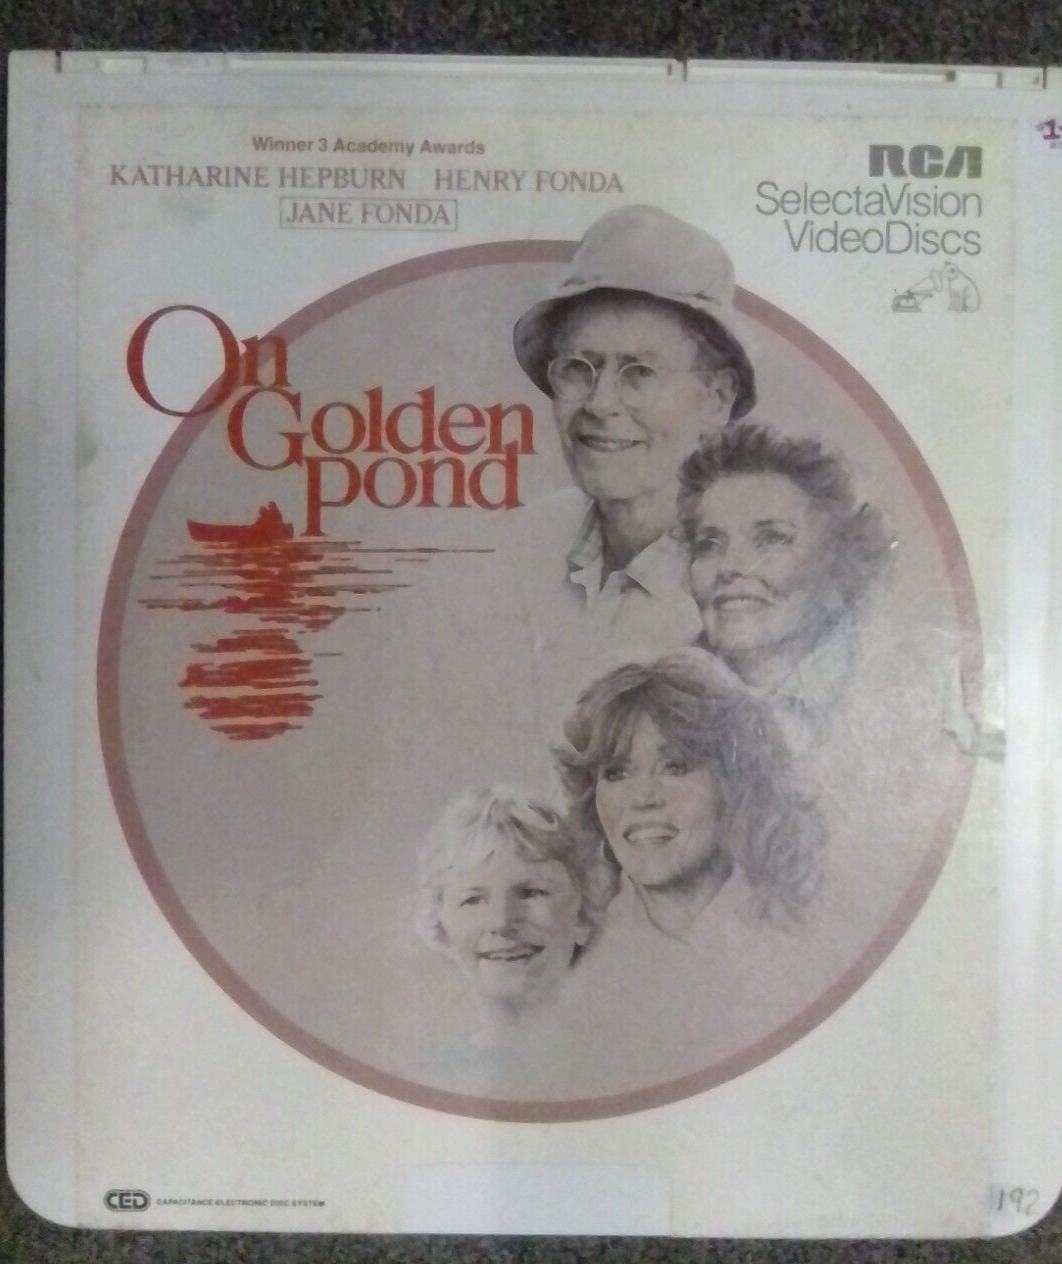 Winner 3 Academy Awards
KATHARINE HEPBURN HENRY FONDA
JANE FONDA
RCA
SelectaVision
VideoDiscs
On
Golden
pond
CED CAPACITANCE ELECTRONIC DISC SYSTEM
192